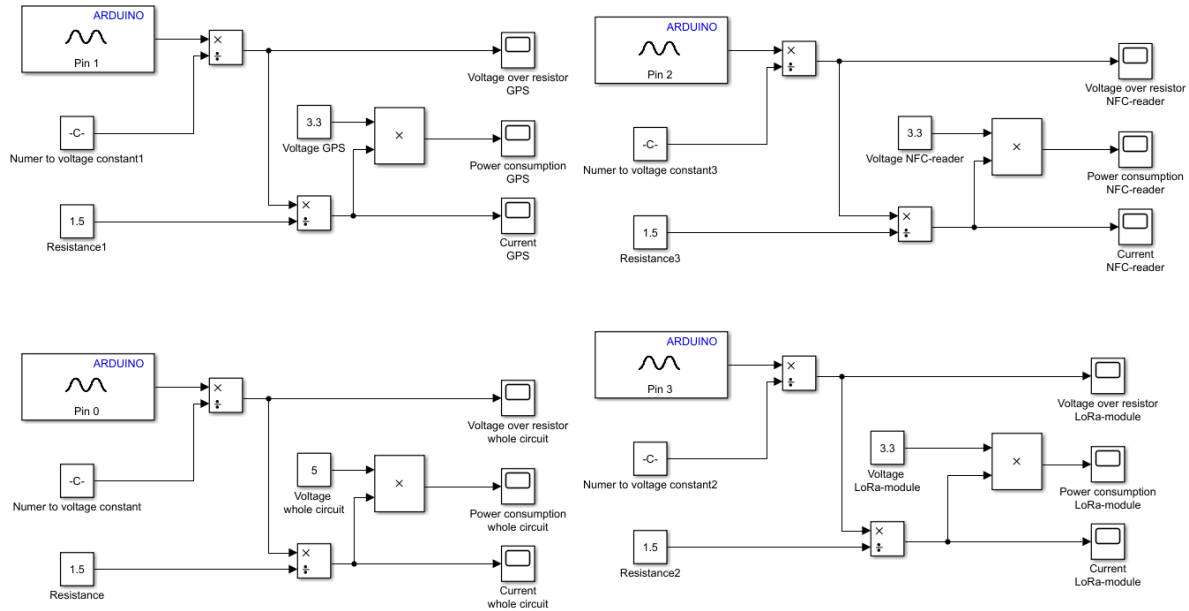 ARDUINO
Pin 1
×
÷
Voltage over resistor
GPS
-C-
Numer to voltage constant1
3.3
Voltage GPS
×
Power consumption
GPS
×
÷
1.5
Resistance1
Current
GPS
ARDUINO
Pin 2
×
÷
Voltage over resistor
NFC-reader
-C-
Numer to voltage constant3
3.3
Voltage NFC-reader
×
Power consumption
NFC-reader
×
÷
1.5
Resistance3
Current
NFC-reader
ARDUINO
Pin 0
×
÷
Voltage over resistor
whole circuit
-C-
Numer to voltage constant
5
Voltage
whole circuit
×
Power consumption
whole circuit
×
÷
1.5
Resistance
Current
whole circuit
ARDUINO
Pin 3
×
÷
Voltage over resistor
LoRa-module
-C-
Numer to voltage constant2
3.3
Voltage
LoRa-module
×
Power consumption
LoRa-module
×
÷
1.5
Resistance2
Current
LoRa-module